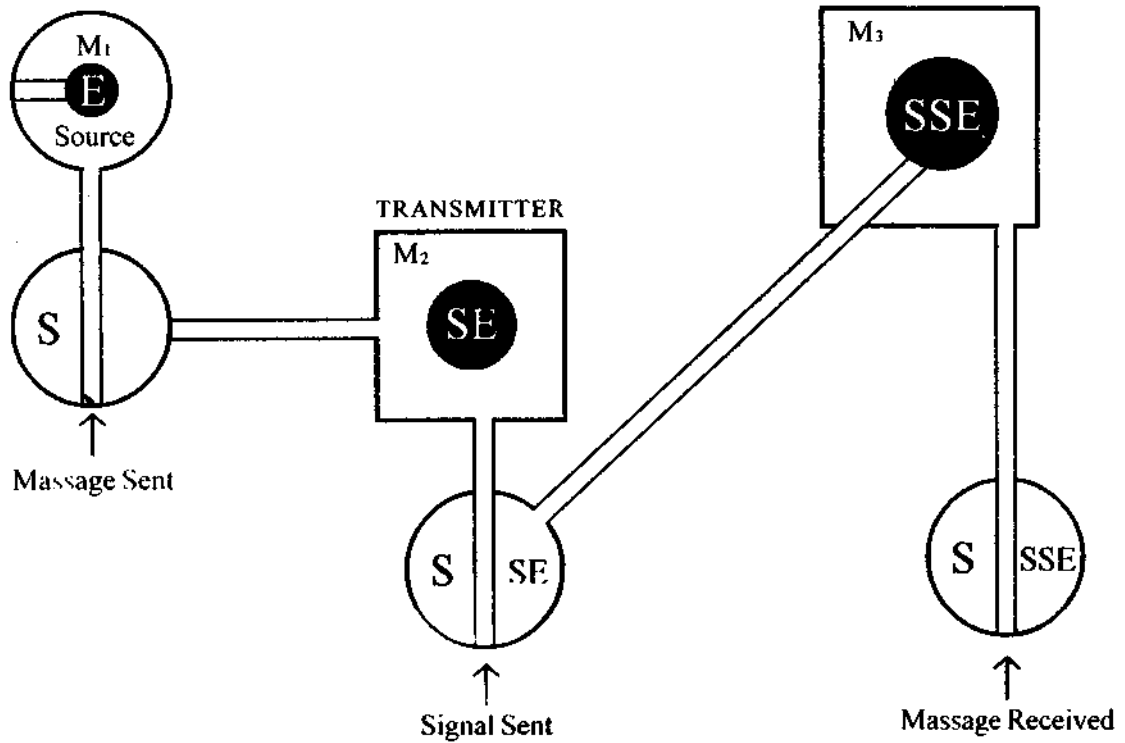 M₁
E
Source
S
Massage Sent
TRANSMITTER
M₂
SE
S SE
Signal Sent
M₃
SSE
S SSE
Massage Received